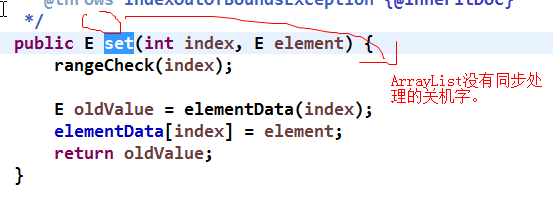 @throws IndexOutOfBoundsException {@inheritDoc}
*/
public E set(int index, E element) {
rangeCheck(index);
ArrayList没有同步处
理的关机字。
E oldValue = elementData(index);
elementData[index] = element;
return oldValue;
}